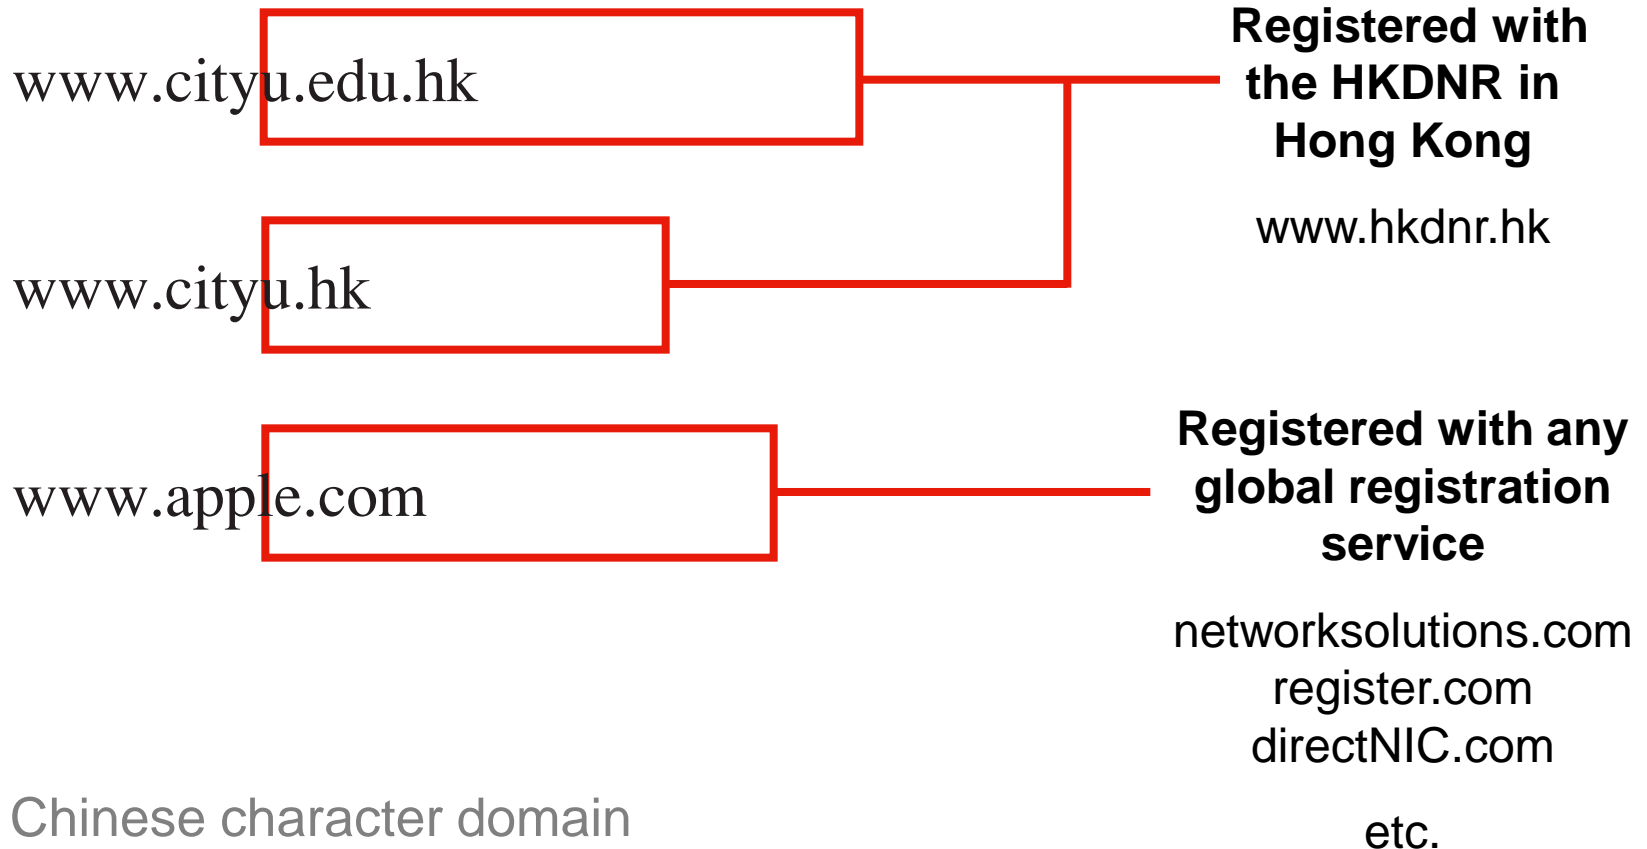 www.cityu.edu.hk
www.cityu.hk
www.apple.com
Registered with
the HKDNR in
Hong Kong
www.hkdnr.hk
Registered with any
global registration
service
networksolutions.com
register.com
directNIC.com
etc.
Chinese character domain